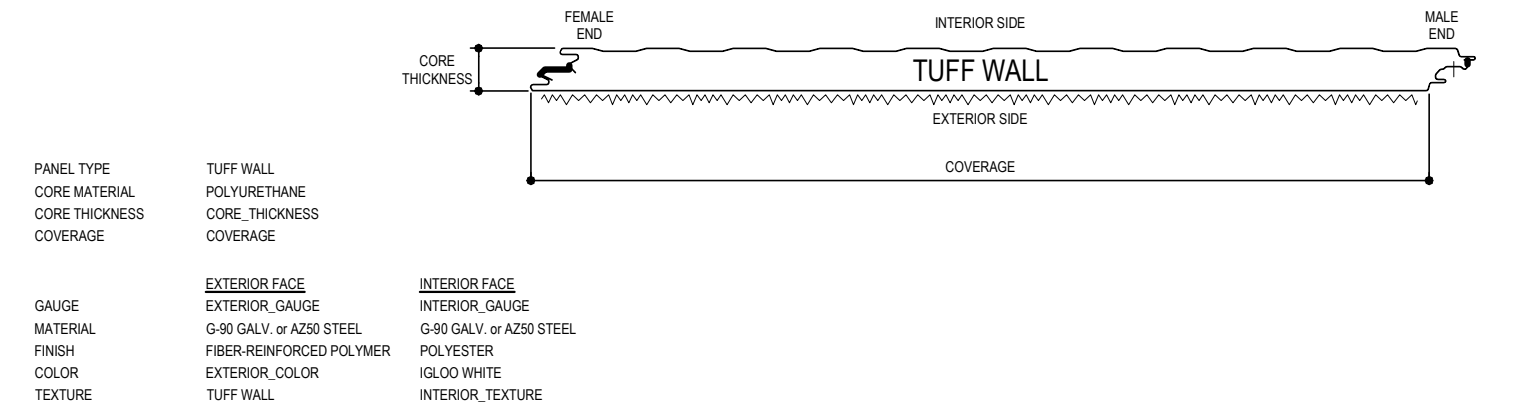 FEMALE
END
INTERIOR SIDE
MALE
END
CORE
THICKNESS
TUFF WALL
EXTERIOR SIDE
COVERAGE
PANEL TYPE TUFF WALL
CORE MATERIAL POLYURETHANE
CORE THICKNESS CORE_THICKNESS
COVERAGE COVERAGE
EXTERIOR FACE INTERIOR FACE
GAUGE EXTERIOR_GAUGE INTERIOR_GAUGE
MATERIAL G-90 GALV. or AZ50 STEEL G-90 GALV. or AZ50 STEEL
FINISH FIBER-REINFORCED POLYMER POLYESTER
COLOR EXTERIOR_COLOR IGLOO WHITE
TEXTURE TUFF WALL INTERIOR_TEXTURE